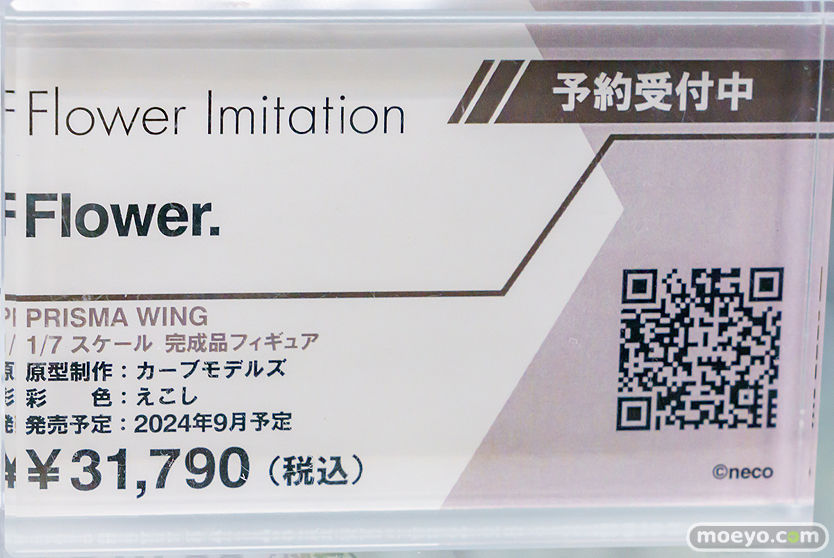 Flower Imitation
予約受付中
Flower.
PRISMA WING
1/7 スケール 完成品フィギュア
原型制作：カーブモデルズ
彩　　色：えこし
発売予定：2024年9月予定
￥31,790（税込）
©neco
moeyo.com